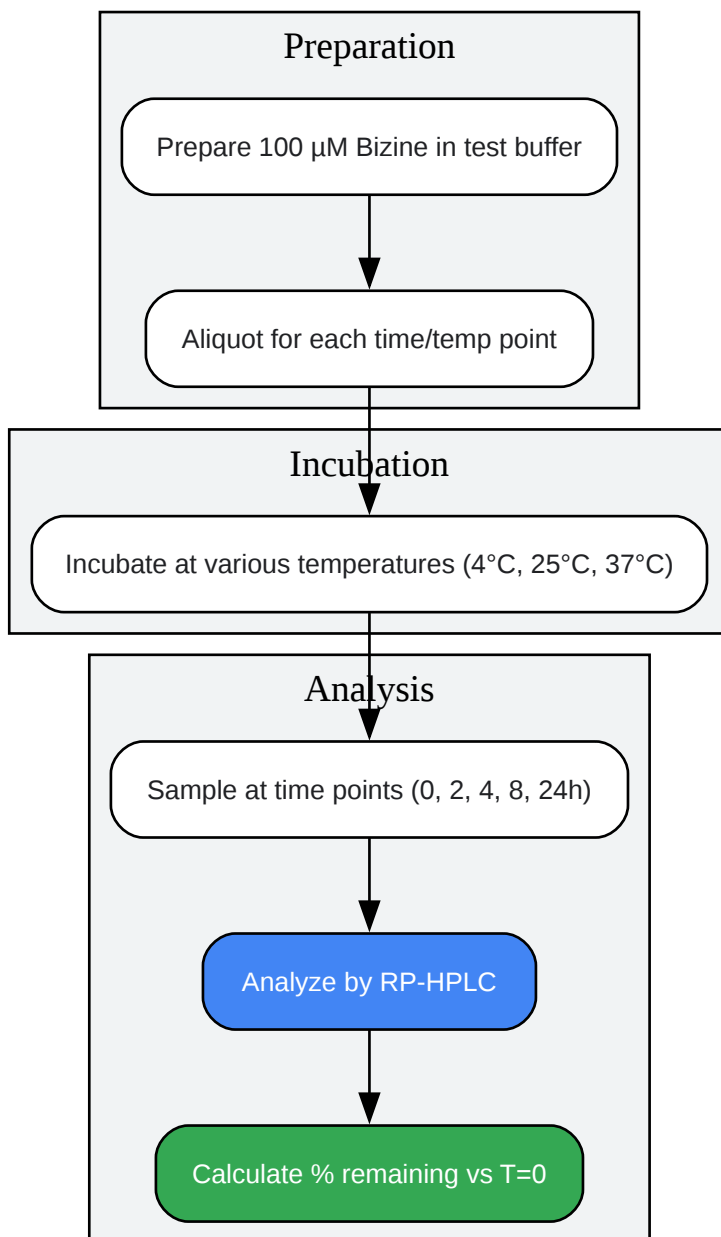 Preparation
Prepare 100 µM Bizine in test buffer
Aliquot for each time/temp point
Incubation
Incubate at various temperatures (4°C, 25°C, 37°C)
Analysis
Sample at time points (0, 2, 4, 8, 24h)
Analyze by RP-HPLC
Calculate % remaining vs T=0